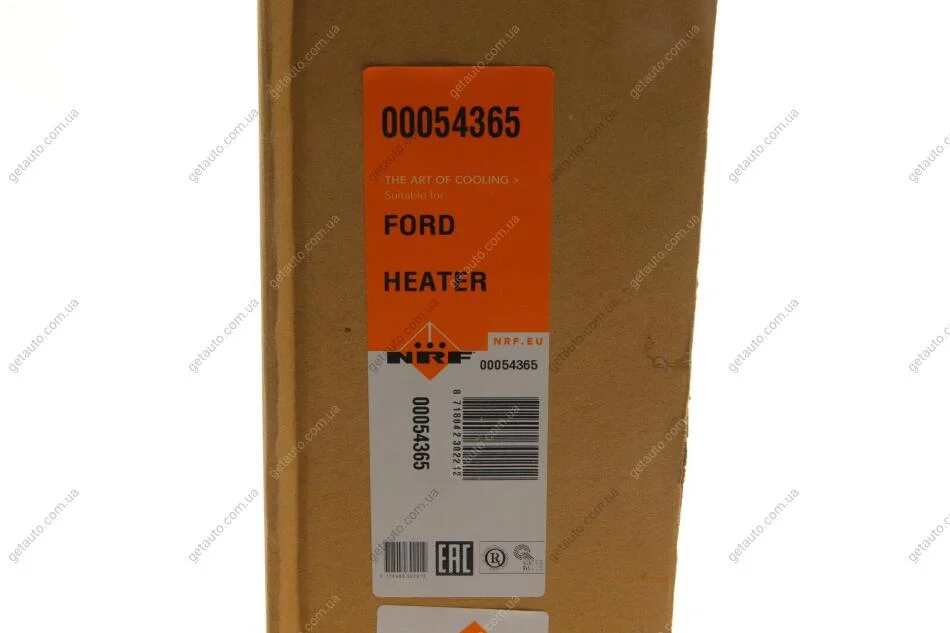 00054365
THE ART OF COOLING >
Suitable for:
FORD
HEATER
NRF.EU
NRF
00054365
8 718042 302212
00054365
EAC
R
getauto.com.ua